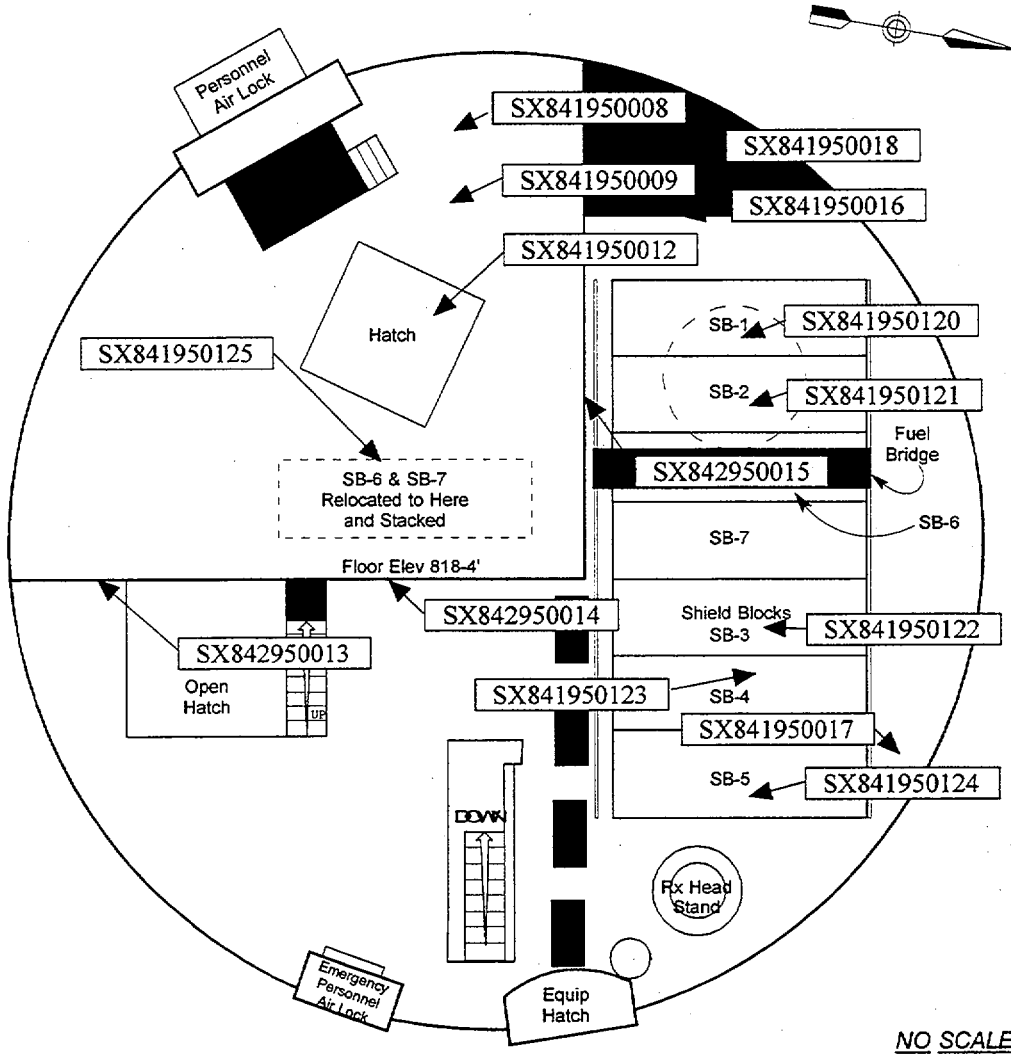 Personnel
Air Lock
SX841950008
SX841950018
SX841950009
SX841950016
SX841950012
Hatch
SB-1
SX841950120
SX841950125
SB-2
SX841950121
Fuel
Bridge
SX842950015
SB-6 & SB-7
Relocated to Here
and Stacked
SB-6
SB-7
Floor Elev 818-4'
SX842950014
Shield Blocks
SB-3
SX841950122
SX842950013
Open
Hatch
UP
SX841950123
SB-4
SX841950017
SB-5
SX841950124
DOWN
Rx Head
Stand
Emergency
Personnel
Air Lock
Equip
Hatch
NO SCALE